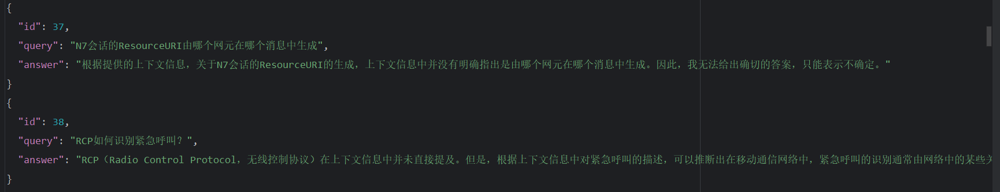 {
"id": 37,
"query": "N7会话的ResourceURI由哪个网元在哪个消息中生成",
"answer": "根据提供的上下文信息，关于N7会话的ResourceURI的生成，上下文信息中并没有明确指出是由哪个网元在哪个消息中生成。因此，我无法给出确切的答案，只能表示不确定。"
}
{
"id": 38,
"query": "RCP如何识别紧急呼叫？",
"answer": "RCP（Radio Control Protocol，无线控制协议）在上下文信息中并未直接提及。但是，根据上下文信息中对紧急呼叫的描述，可以推断出在移动通信网络中，紧急呼叫的识别通常由网络中的某些关
}